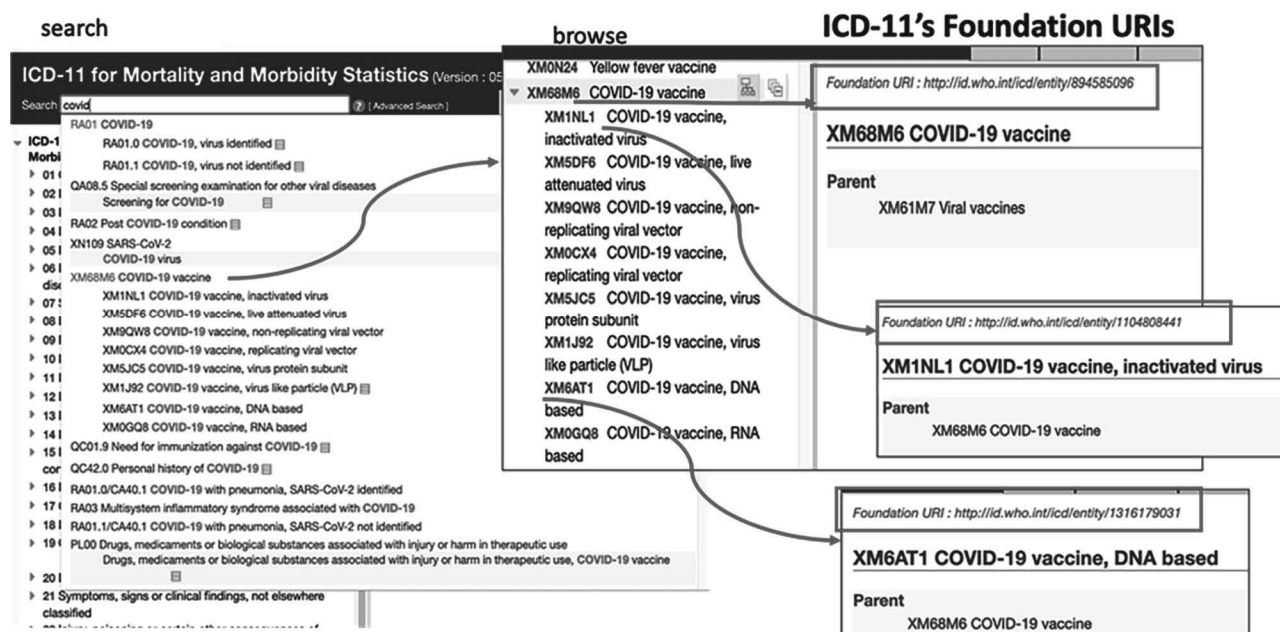 search
browse
ICD-11's Foundation URIs
ICD-11 for Mortality and Morbidity Statistics (Version : 05
Search covid
[ Advanced Search ]
ICD-1
Morbi
01
02
03
04
05
06
disc
07
08
09
10
11
12
13
14
15
cor
16
17
18
19
20
21 Symptoms, signs or clinical findings, not elsewhere
classified
RA01 COVID-19
RA01.0 COVID-19, virus identified
RA01.1 COVID-19, virus not identified
QA08.5 Special screening examination for other viral diseases
Screening for COVID-19
RA02 Post COVID-19 condition
XN109 SARS-CoV-2
COVID-19 virus
XM68M6 COVID-19 vaccine
XM1NL1 COVID-19 vaccine, inactivated virus
XM5DF6 COVID-19 vaccine, live attenuated virus
XM9QW8 COVID-19 vaccine, non-replicating viral vector
XM0CX4 COVID-19 vaccine, replicating viral vector
XM5JC5 COVID-19 vaccine, virus protein subunit
XM1J92 COVID-19 vaccine, virus like particle (VLP)
XM6AT1 COVID-19 vaccine, DNA based
XM0GQ8 COVID-19 vaccine, RNA based
QC01.9 Need for immunization against COVID-19
QC42.0 Personal history of COVID-19
RA01.0/CA40.1 COVID-19 with pneumonia, SARS-CoV-2 identified
RA03 Multisystem inflammatory syndrome associated with COVID-19
RA01.1/CA40.1 COVID-19 with pneumonia, SARS-CoV-2 not identified
PL00 Drugs, medicaments or biological substances associated with injury or harm in therapeutic use
Drugs, medicaments or biological substances associated with injury or harm in therapeutic use, COVID-19 vaccine
XM0N24 Yellow fever vaccine
XM68M6 COVID-19 vaccine
XM1NL1 COVID-19 vaccine,
inactivated virus
XM5DF6 COVID-19 vaccine, live
attenuated virus
XM9QW8 COVID-19 vaccine, non-
replicating viral vector
XM0CX4 COVID-19 vaccine,
replicating viral vector
XM5JC5 COVID-19 vaccine, virus
protein subunit
XM1J92 COVID-19 vaccine, virus
like particle (VLP)
XM6AT1 COVID-19 vaccine, DNA
based
XM0GQ8 COVID-19 vaccine, RNA
based
Foundation URI : http://id.who.int/icd/entity/894585096
XM68M6 COVID-19 vaccine
Parent
XM61M7 Viral vaccines
Foundation URI : http://id.who.int/icd/entity/1104808441
XM1NL1 COVID-19 vaccine, inactivated virus
Parent
XM68M6 COVID-19 vaccine
Foundation URI : http://id.who.int/icd/entity/1316179031
XM6AT1 COVID-19 vaccine, DNA based
Parent
XM68M6 COVID-19 vaccine